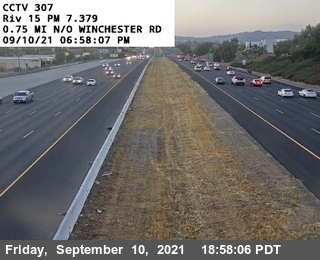 CCTV 307
Riv 15 PM 7.379
0.75 MI N/O WINCHESTER RD
09/10/21 06:58:07 PM
Friday, September 10, 2021 18:58:06 PDT